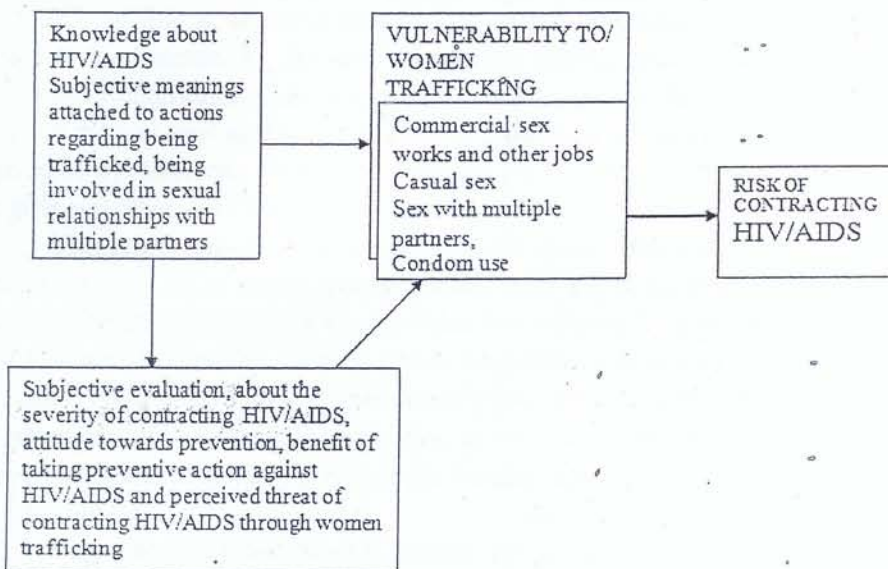 Knowledge about
HIV/AIDS
Subjective meanings
attached to actions
regarding being
trafficked, being
involved in sexual
relationships with
multiple partners
VULNERABILITY TO/
WOMEN
TRAFFICKING
Commercial sex
works and other jobs
Casual sex
Sex with multiple
partners,
Condom use
RISK OF
CONTRACTING
HIV/AIDS
Subjective evaluation, about the
severity of contracting HIV/AIDS,
attitude towards prevention, benefit of
taking preventive action against
HIV/AIDS and perceived threat of
contracting HIV/AIDS through women
trafficking